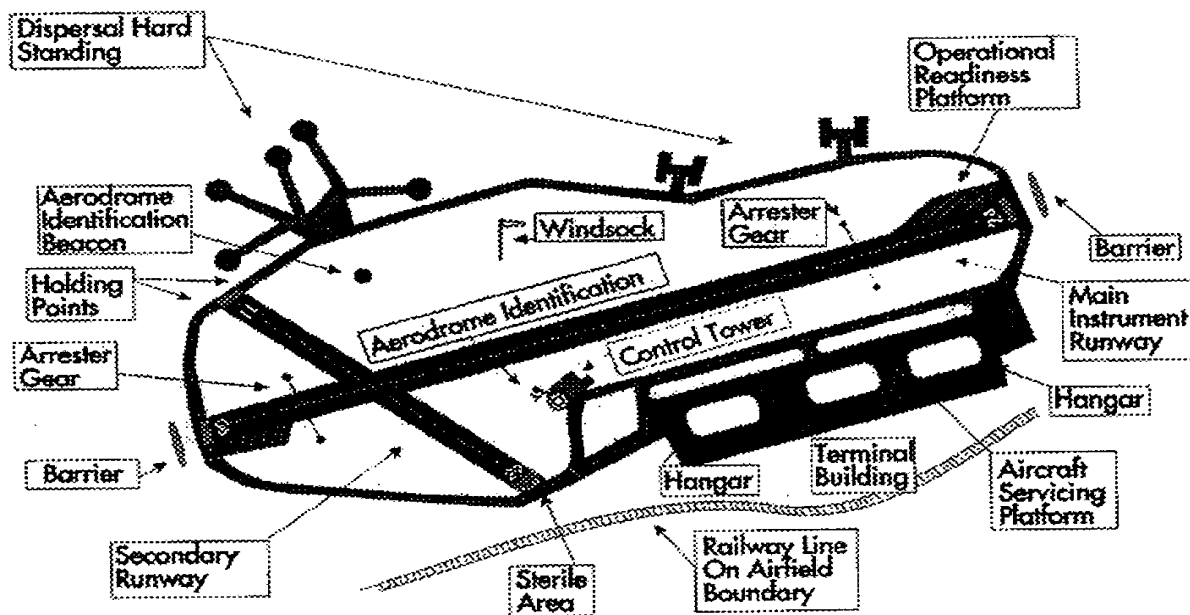 Dispersal Hard
Standing
Operational
Readiness
Platform
Aerodrome
Identification
Beacon
Windsock
Arrester
Gear
Barrier
Holding
Points
Aerodrome Identification
Control Tower
Main
Instrument
Runway
Arrester
Gear
Hangar
Barrier
Hangar
Terminal
Building
Aircraft
Servicing
Platform
Secondary
Runway
Sterile
Area
Railway Line
On Airfield
Boundary